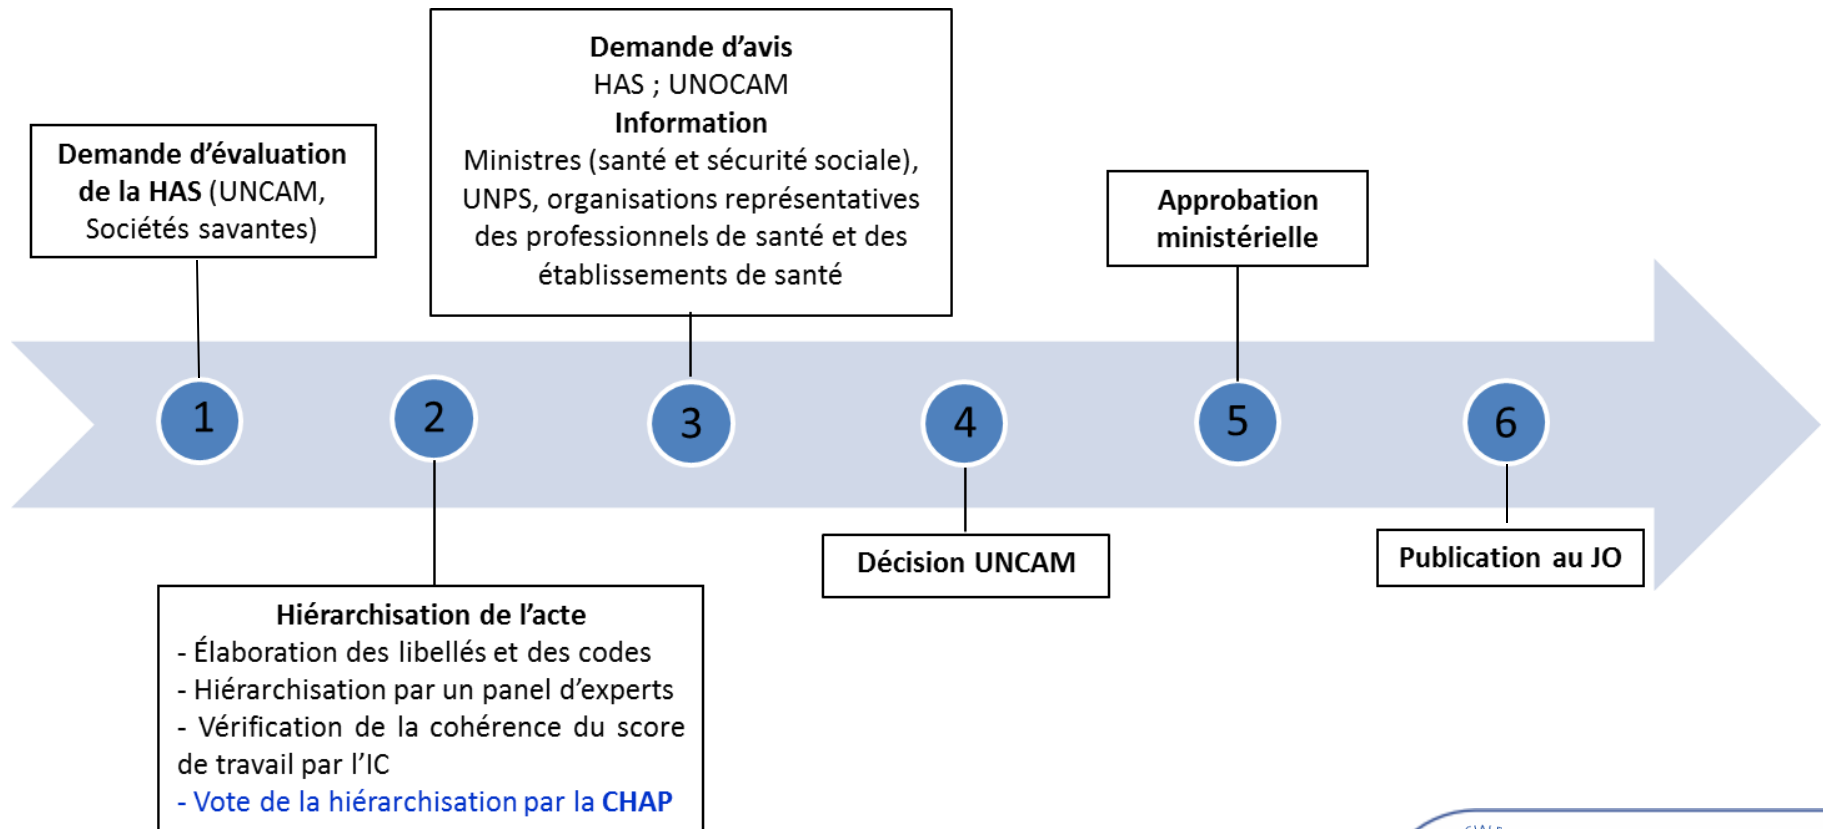 Demande d'évaluation
de la HAS (UNCAM,
Sociétés savantes)
Demande d'avis
HAS ; UNOCAM
Information
Ministres (santé et sécurité sociale),
UNPS, organisations représentatives
des professionnels de santé et des
établissements de santé
Approbation
ministérielle
1
2
3
4
5
6
Décision UNCAM
Publication au JO
Hiérarchisation de l'acte
- Élaboration des libellés et des codes
- Hiérarchisation par un panel d'experts
- Vérification de la cohérence du score
de travail par l'IC
- Vote de la hiérarchisation par la CHAP